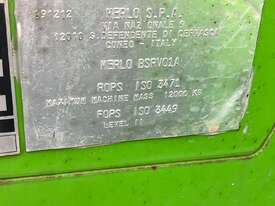 MERLO S.P.A.
VIA NAZIONALE 9
12010 S.DEFENDENTE DI CERVASCA
CUNEO - ITALY
MERLO BSRV01A
ROPS ISO 3471
MAXIMUM MACHINE MASS 12000 KG
FOPS ISO 3449
LEVEL II